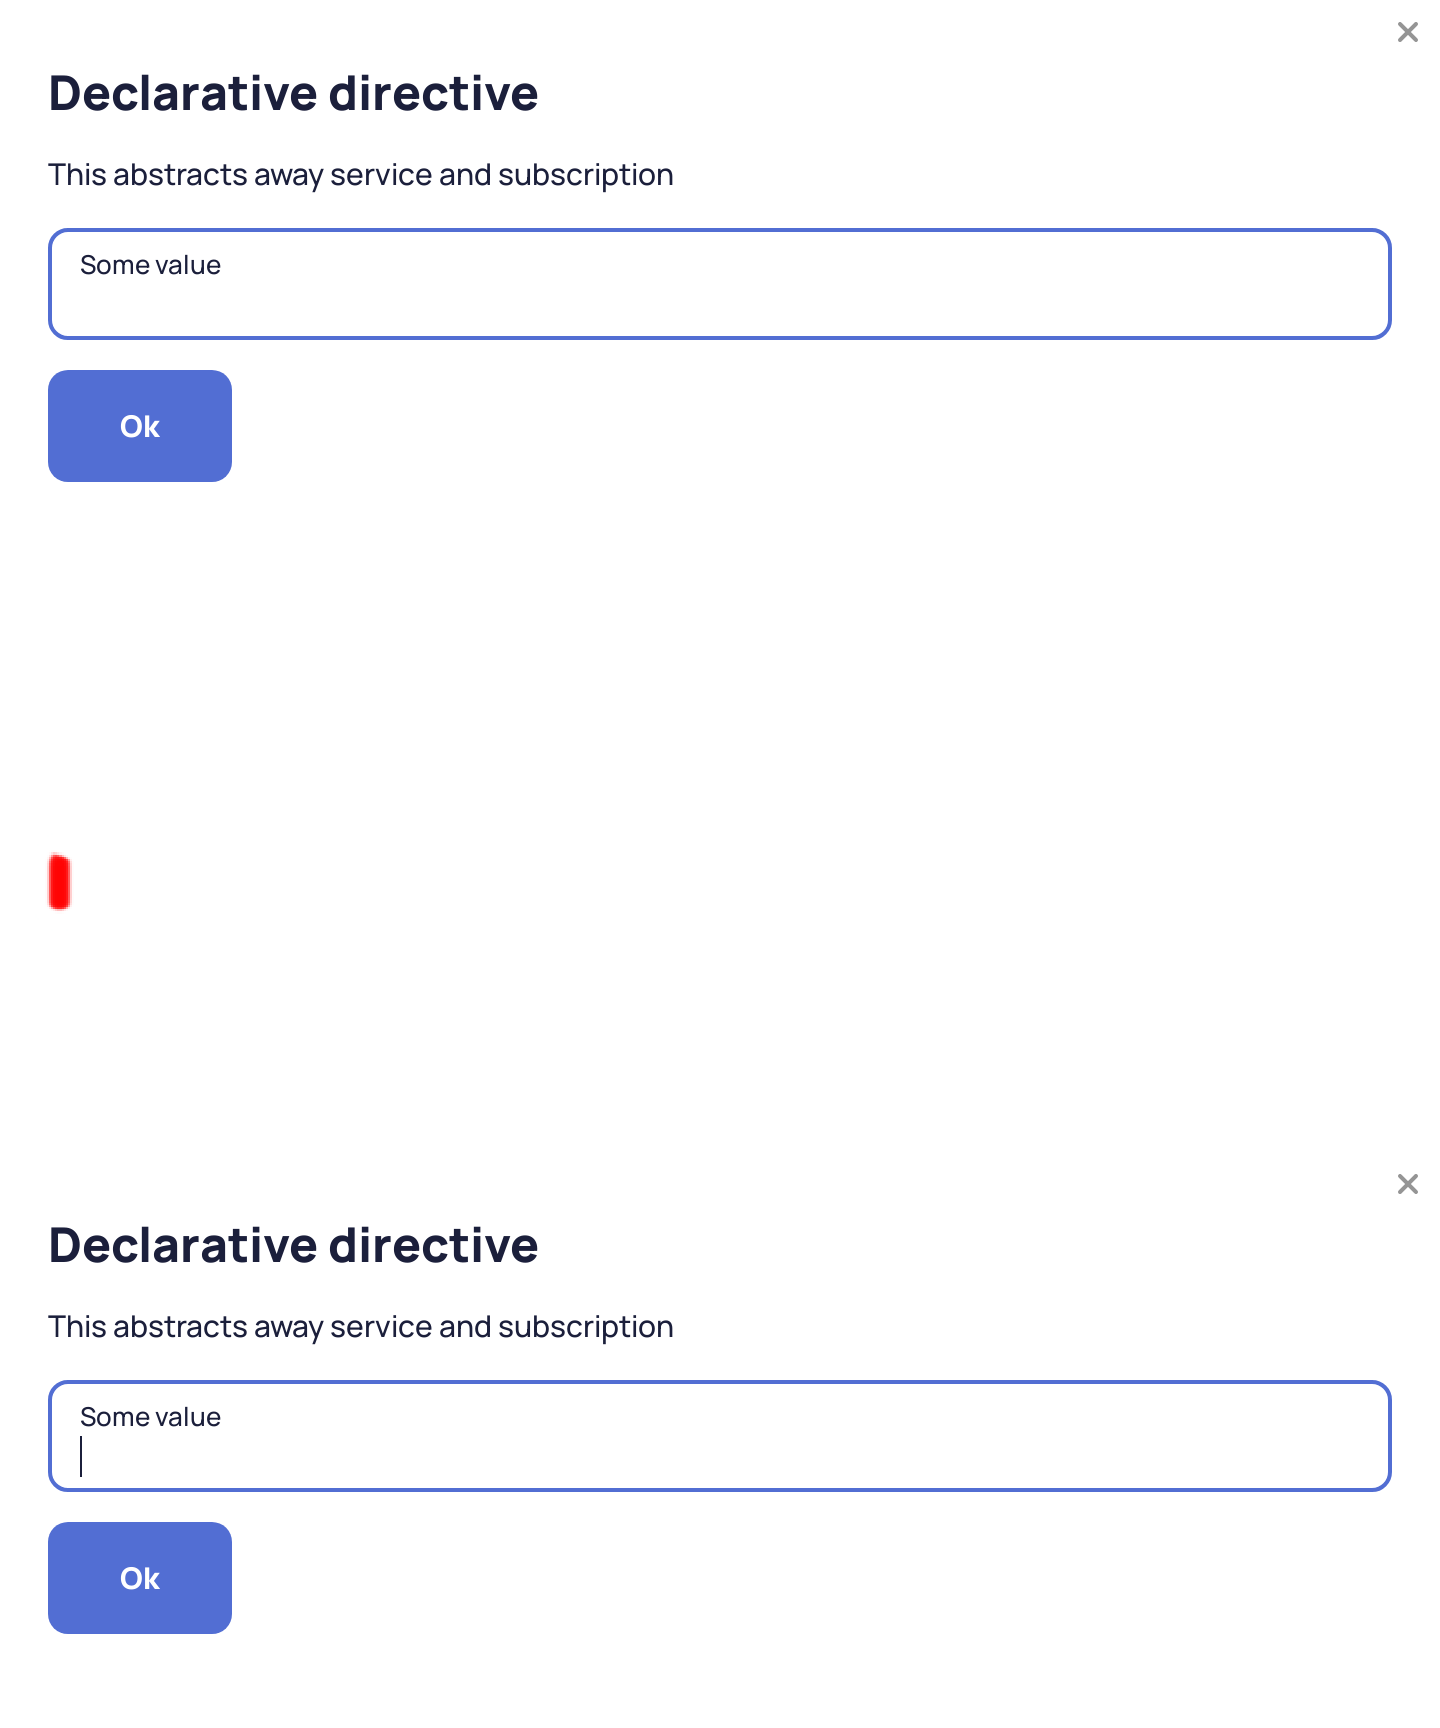 Declarative directive
This abstracts away service and subscription
Some value
Ok
Declarative directive
This abstracts away service and subscription
Some value
Ok